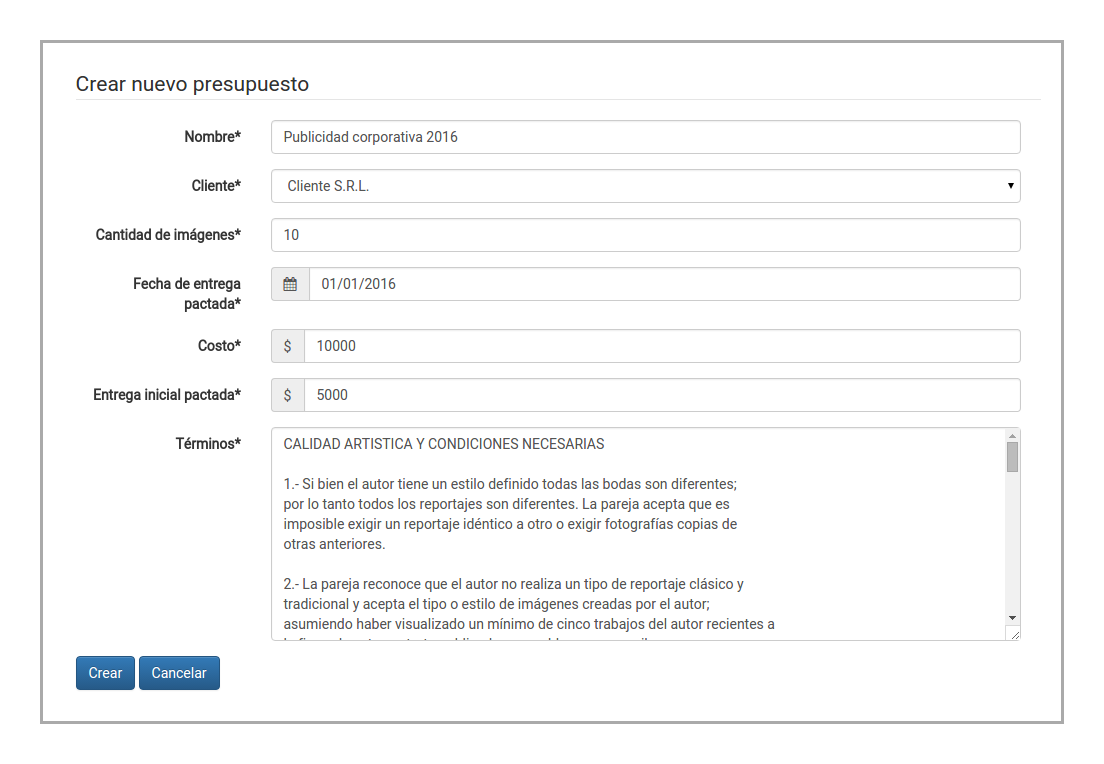 Crear nuevo presupuesto
Nombre*
Publicidad corporativa 2016
Cliente*
Cliente S.R.L.
Cantidad de imágenes*
10
Fecha de entrega
pactada*
01/01/2016
Costo*
$
10000
Entrega inicial pactada*
$
5000
Términos*
CALIDAD ARTISTICA Y CONDICIONES NECESARIAS
1.- Si bien el autor tiene un estilo definido todas las bodas son diferentes;
por lo tanto todos los reportajes son diferentes. La pareja acepta que es
imposible exigir un reportaje idéntico a otro o exigir fotografías copias de
otras anteriores.
2.- La pareja reconoce que el autor no realiza un tipo de reportaje clásico y
tradicional y acepta el tipo o estilo de imágenes creadas por el autor;
asumiendo haber visualizado un mínimo de cinco trabajos del autor recientes a
Crear
Cancelar